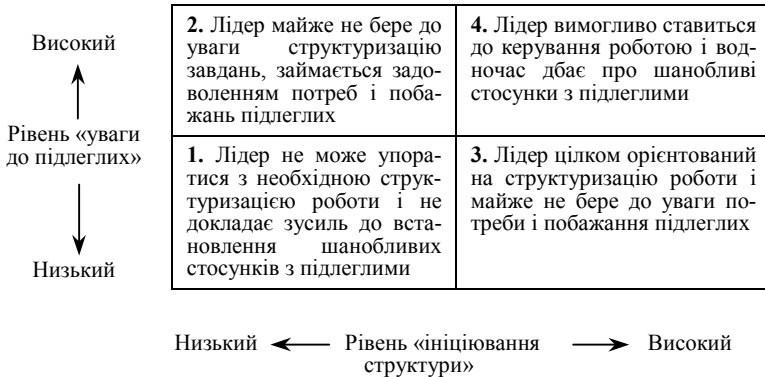 Високий
Рівень «уваги
до підлеглих»
Низький
2. Лідер майже не бере до
уваги структуризацію
завдань, займається задо-
воленням потреб і поба-
жань підлеглих
4. Лідер вимогливо ставиться
до керування роботою і вод-
ночас дбає про шанобливі
стосунки з підлеглими
1. Лідер не може упора-
тися з необхідною струк-
туризацією роботи і не
докладає зусиль до вста-
новлення шанобливих
стосунків з підлеглими
3. Лідер цілком орієнтований
на структуризацію роботи і
майже не бере до уваги по-
треби і побажання підлеглих
Низький
Рівень «ініціювання
структури»
Високий